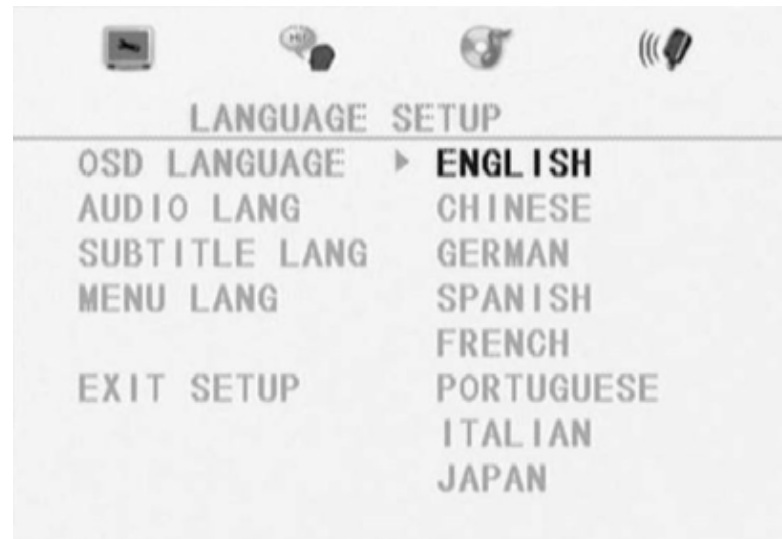 Hi!
LANGUAGE SETUP
OSD LANGUAGE ENGLISH
AUDIO LANG CHINESE
SUBTITLE LANG GERMAN
MENU LANG SPANISH
FRENCH
EXIT SETUP PORTUGUESE
ITALIAN
JAPAN